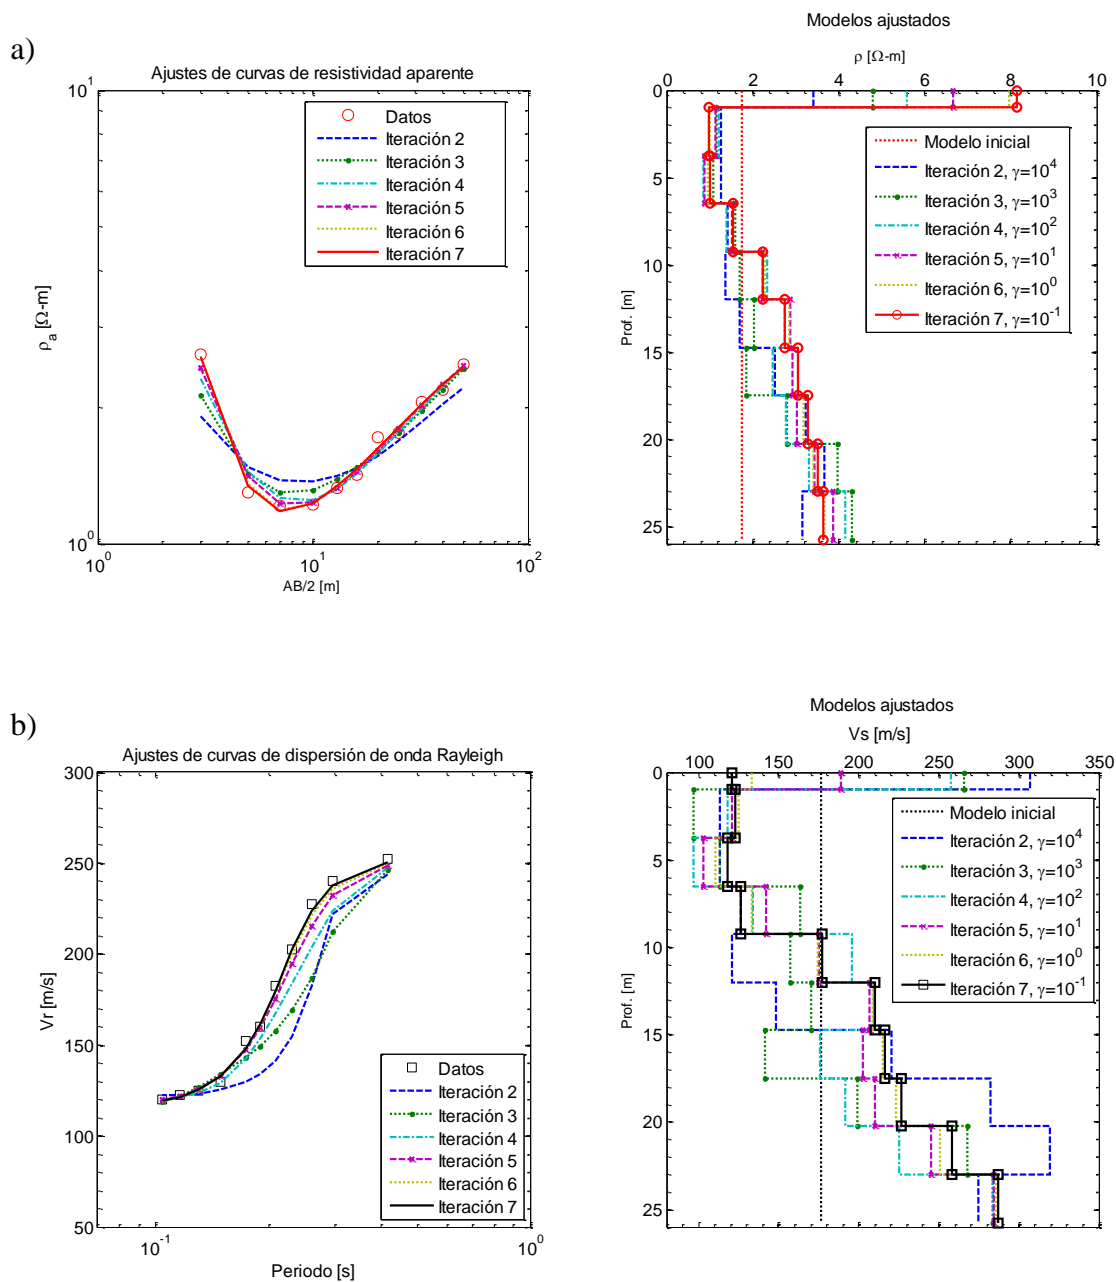 a)
Ajustes de curvas de resistividad aparente
10^1
10^0
ρ_a [Ω-m]
10^0
10^1
10^2
AB/2 [m]
Datos
Iteración 2
Iteración 3
Iteración 4
Iteración 5
Iteración 6
Iteración 7
Modelos ajustados
ρ [Ω-m]
0
2
4
6
8
10
0
5
10
15
20
25
Prof. [m]
Modelo inicial
Iteración 2, γ=10^4
Iteración 3, γ=10^3
Iteración 4, γ=10^2
Iteración 5, γ=10^1
Iteración 6, γ=10^0
Iteración 7, γ=10^-1
b)
Ajustes de curvas de dispersión de onda Rayleigh
300
250
200
150
100
50
Vr [m/s]
10^-1
10^0
Periodo [s]
Datos
Iteración 2
Iteración 3
Iteración 4
Iteración 5
Iteración 6
Iteración 7
Modelos ajustados
Vs [m/s]
100
150
200
250
300
350
0
5
10
15
20
25
Prof. [m]
Modelo inicial
Iteración 2, γ=10^4
Iteración 3, γ=10^3
Iteración 4, γ=10^2
Iteración 5, γ=10^1
Iteración 6, γ=10^0
Iteración 7, γ=10^-1